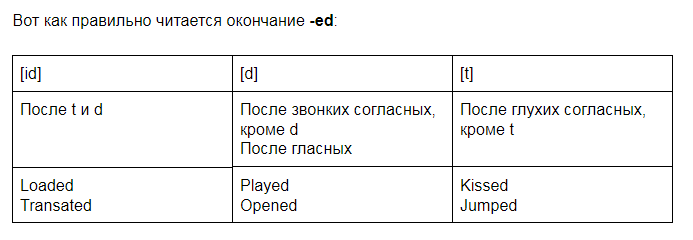 Вот как правильно читается окончание -ed:
[id] [d] [t]
После t и d
После звонких согласных,
кроме d
После гласных
После глухих согласных,
кроме t
Loaded
Transated
Played
Opened
Kissed
Jumped